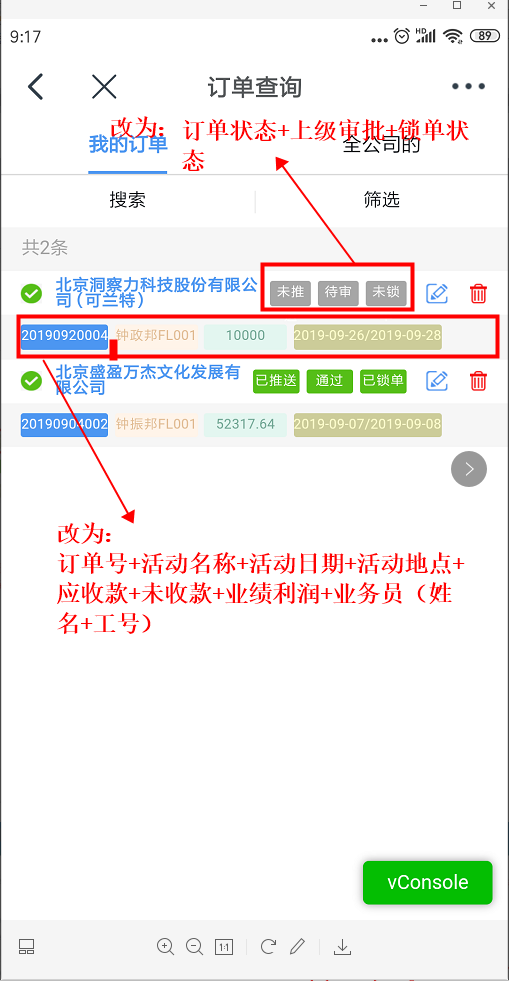 9:17
HD
89
订单查询
改为：订单状态+上级审批+锁单状
态
我的订单
全公司的
搜索
筛选
共2条
北京洞察力科技股份有限公
司(可兰特)
未推
待审
未锁
20190920004
钟政邦FL001
10000
2019-09-26/2019-09-28
北京盛盈万杰文化发展有
限公司
已推送
通过
已锁单
20190904002
钟振邦FL001
52317.64
2019-09-07/2019-09-08
改为：
订单号+活动名称+活动日期+活动地点+
应收款+未收款+业绩利润+业务员（姓
名+工号）
vConsole
1:1